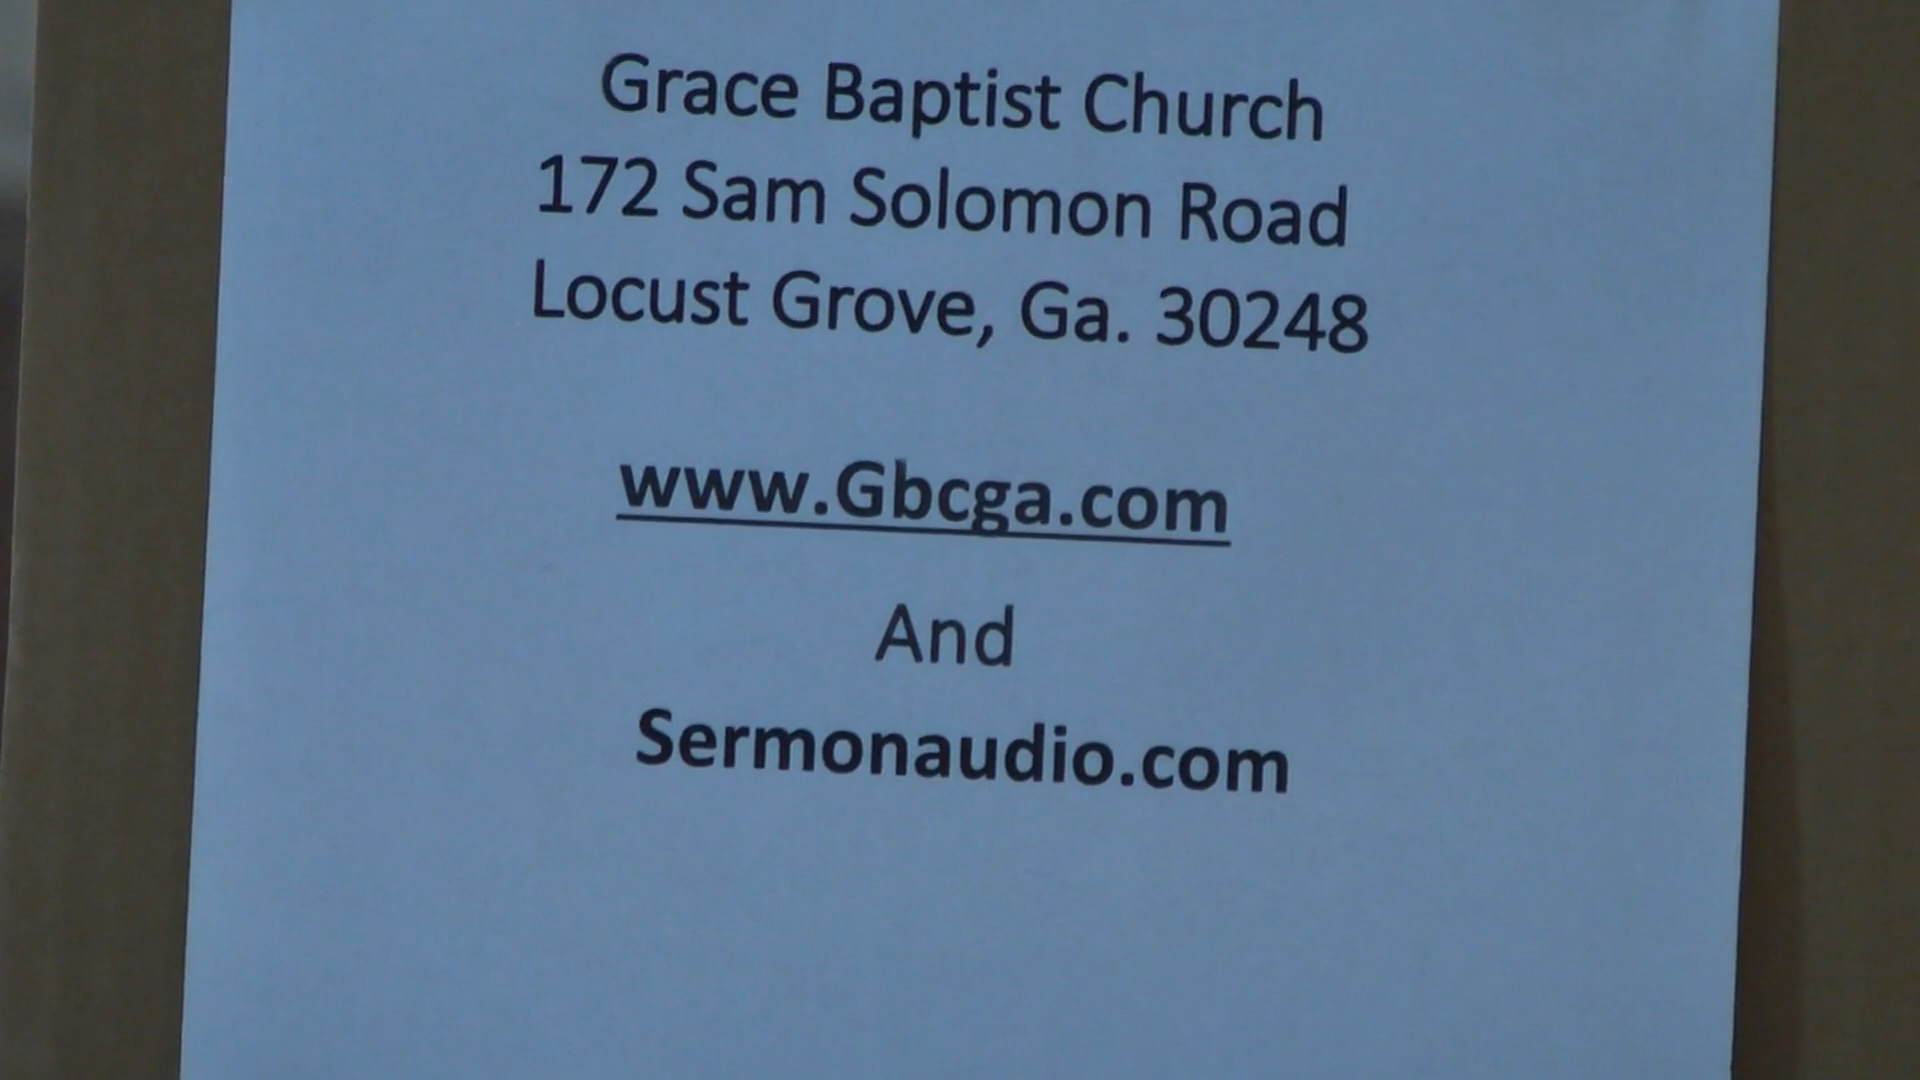 Grace Baptist Church
172 Sam Solomon Road
Locust Grove, Ga. 30248
www.Gbcga.com
And
Sermonaudio.com